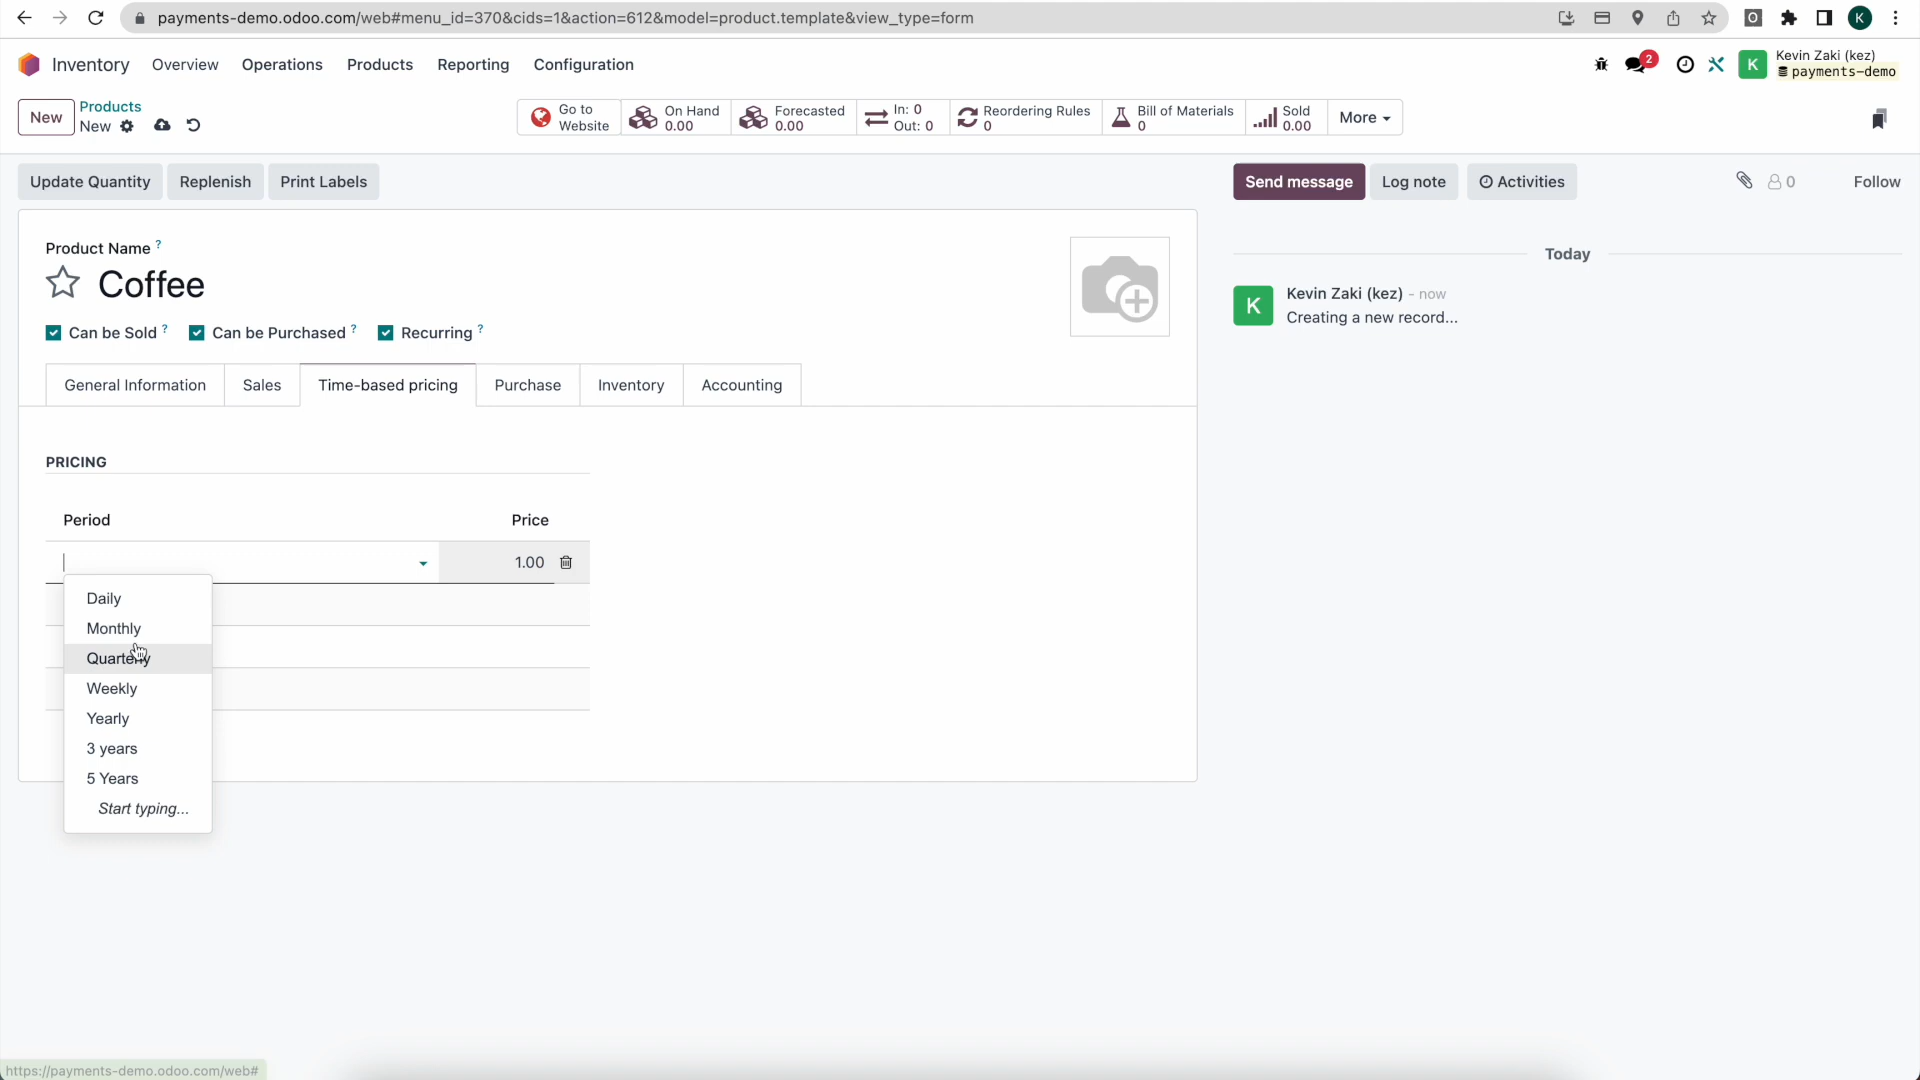 payments-demo.odoo.com/web#menu_id=370&cids=1&action=612&model=product.template&view_type=form
O
K
Inventory
Overview
Operations
Products
Reporting
Configuration
2
K
Kevin Zaki (kez)
payments-demo
New
Products
New
Go to
Website
On Hand
0.00
Forecasted
0.00
In: 0
Out: 0
Reordering Rules
0
Bill of Materials
0
Sold
0.00
More
Update Quantity
Replenish
Print Labels
Send message
Log note
Activities
0
Follow
Product Name ?
Coffee
Can be Sold ?
Can be Purchased ?
Recurring ?
General Information
Sales
Time-based pricing
Purchase
Inventory
Accounting
Today
K
Kevin Zaki (kez) - now
Creating a new record...
PRICING
Period
Price
1.00
Daily
Monthly
Quarterly
Weekly
Yearly
3 years
5 Years
Start typing...
https://payments-demo.odoo.com/web#